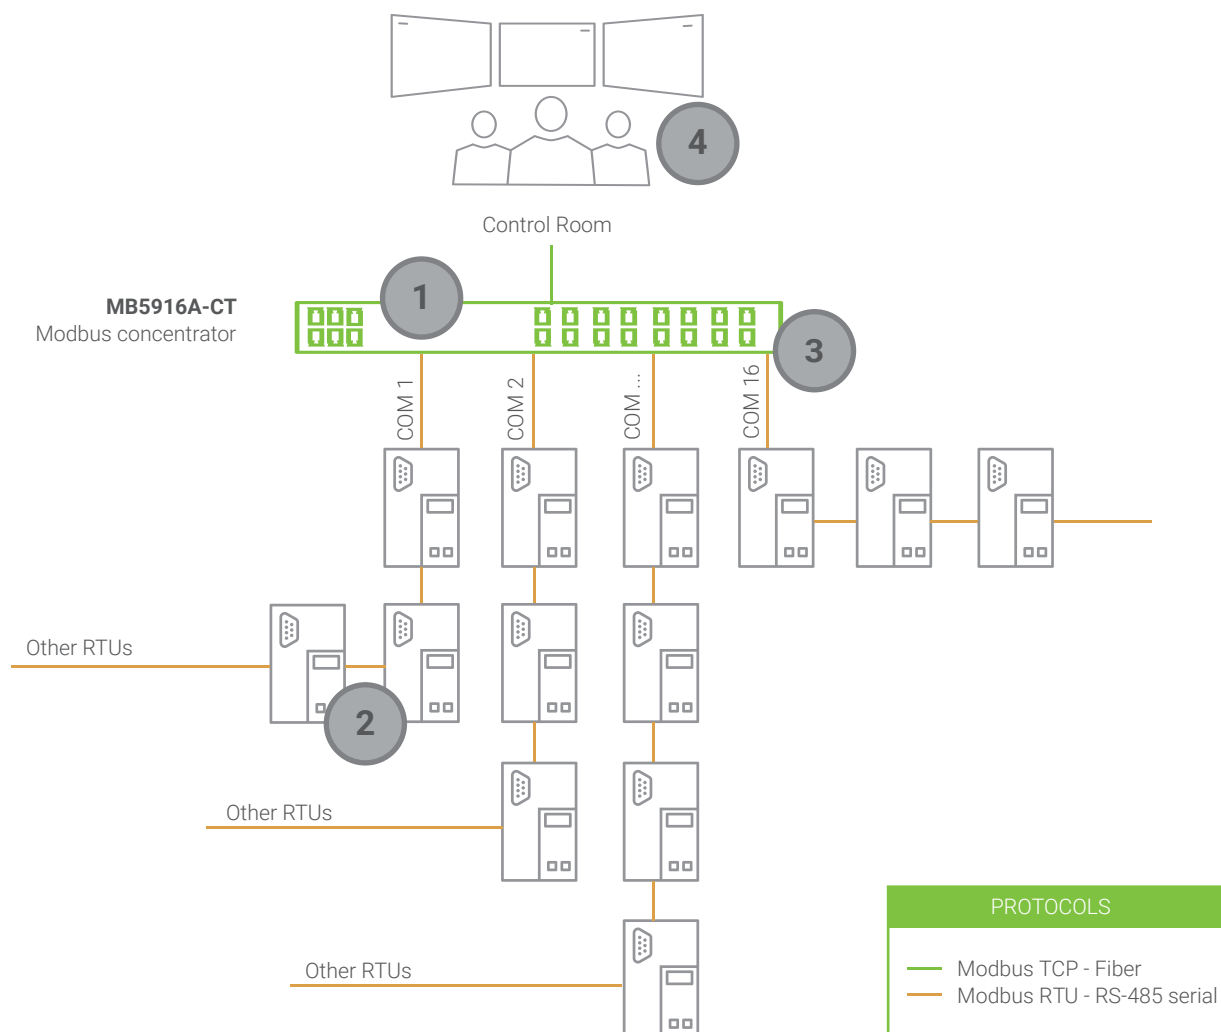 4
Control Room
MB5916A-CT
Modbus concentrator
1
3
COM 1
COM 2
COM ...
COM 16
Other RTUs
2
Other RTUs
Other RTUs
PROTOCOLS
Modbus TCP - Fiber
Modbus RTU - RS-485 serial